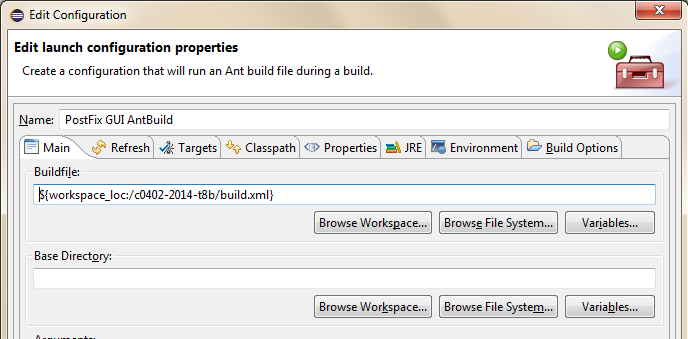 Edit Configuration
Edit launch configuration properties
Create a configuration that will run an Ant build file during a build.
Name: PostFix GUI AntBuild
Main Refresh Targets Classpath Properties JRE Environment Build Options
Buildfile:
${workspace_loc:/c0402-2014-t8b/build.xml}
Browse Workspace... Browse File System... Variables...
Base Directory:
Browse Workspace... Browse File System... Variables...
Arguments: